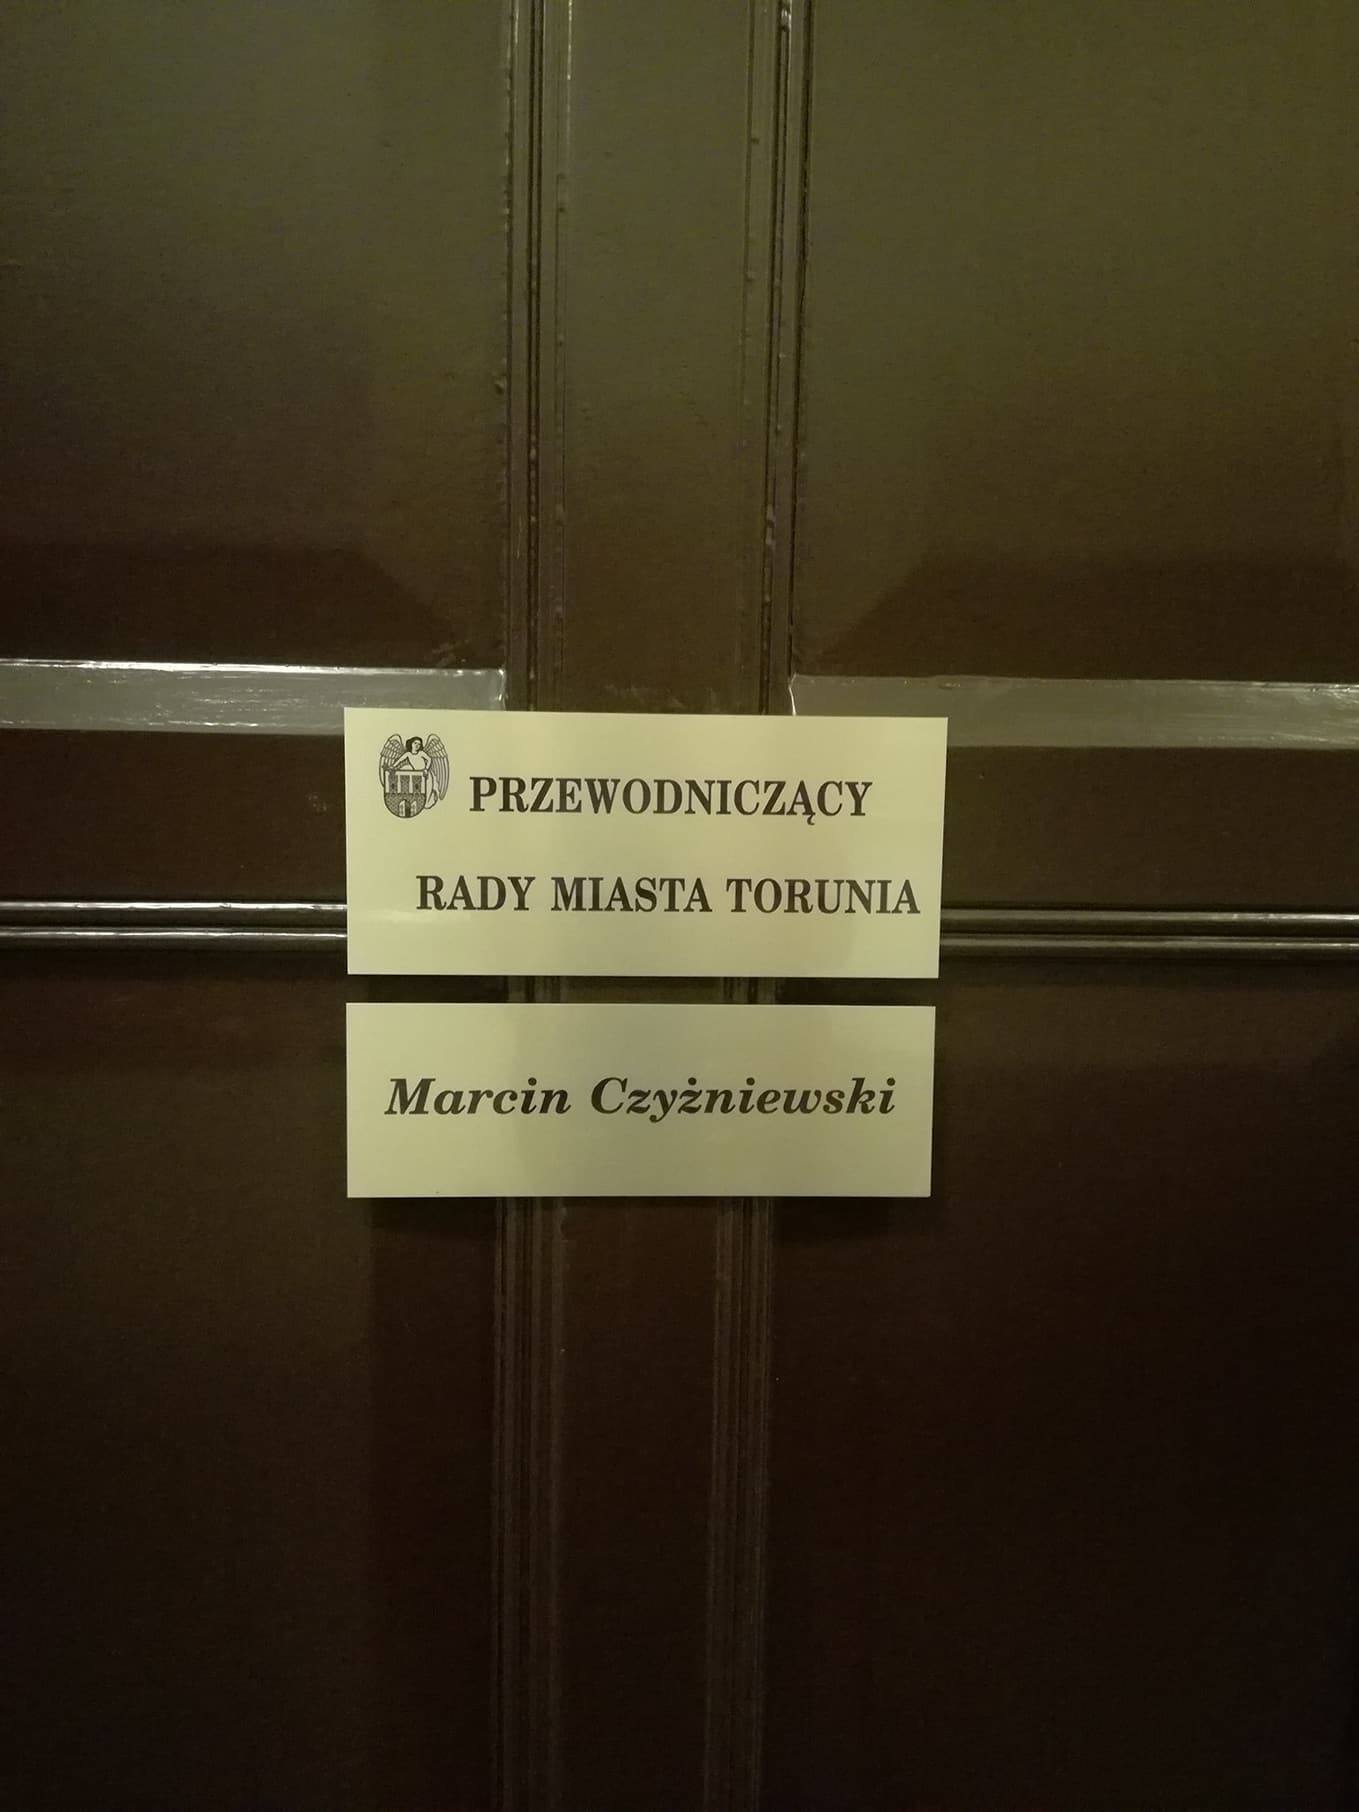 PRZEWODNICZĄCY
RADY MIASTA TORUNIA
Marcin Czyżniewski